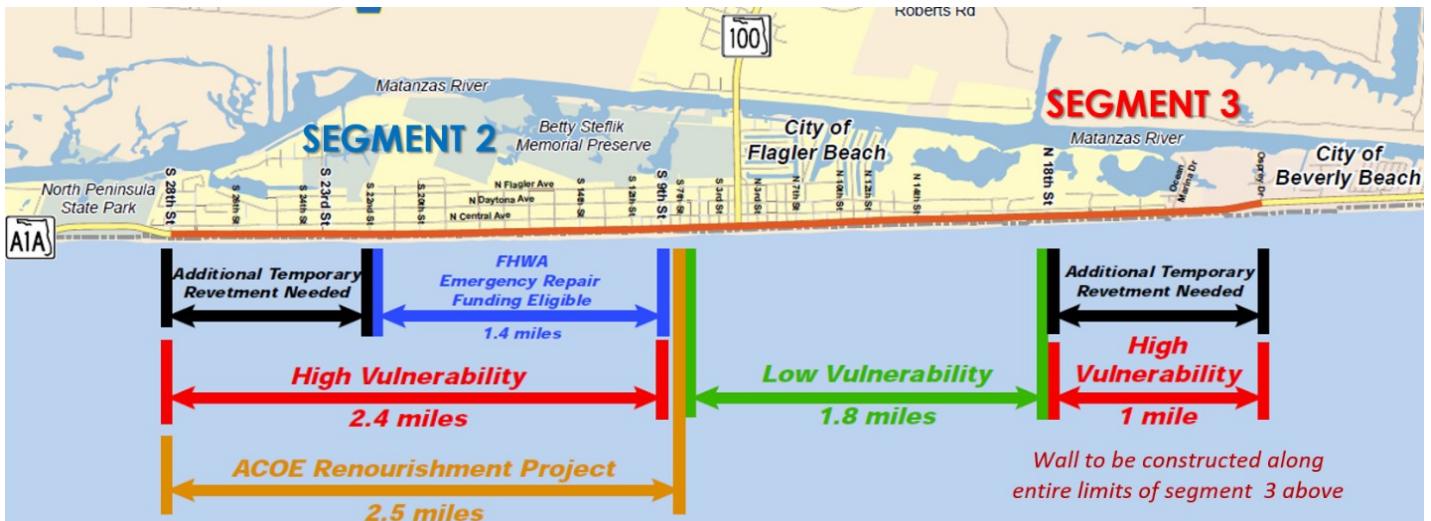 Roberts Rd
100
Matanzas River
SEGMENT 2
Betty Steflik
Memorial Preserve
City of
Flagler Beach
SEGMENT 3
Matanzas River
City of
Beverly Beach
North Peninsula
State Park
A1A
S 28th St
S 26th St
S 24th St
S 23rd St
S 22nd St
S 20th St
N Flagler Ave
N Daytona Ave
N Central Ave
S 14th St
S 12th St
S 9th St
S 7th St
S 3rd St
N 3rd St
N 7th St
N 10th St
N 12th St
N 14th St
N 18th St
Ocean
Marina Dr
Osprey Dr
Additional Temporary
Revetment Needed
FHWA
Emergency Repair
Funding Eligible
1.4 miles
Additional Temporary
Revetment Needed
High Vulnerability
2.4 miles
Low Vulnerability
1.8 miles
High
Vulnerability
1 mile
ACOE Renourishment Project
2.5 miles
Wall to be constructed along
entire limits of segment 3 above